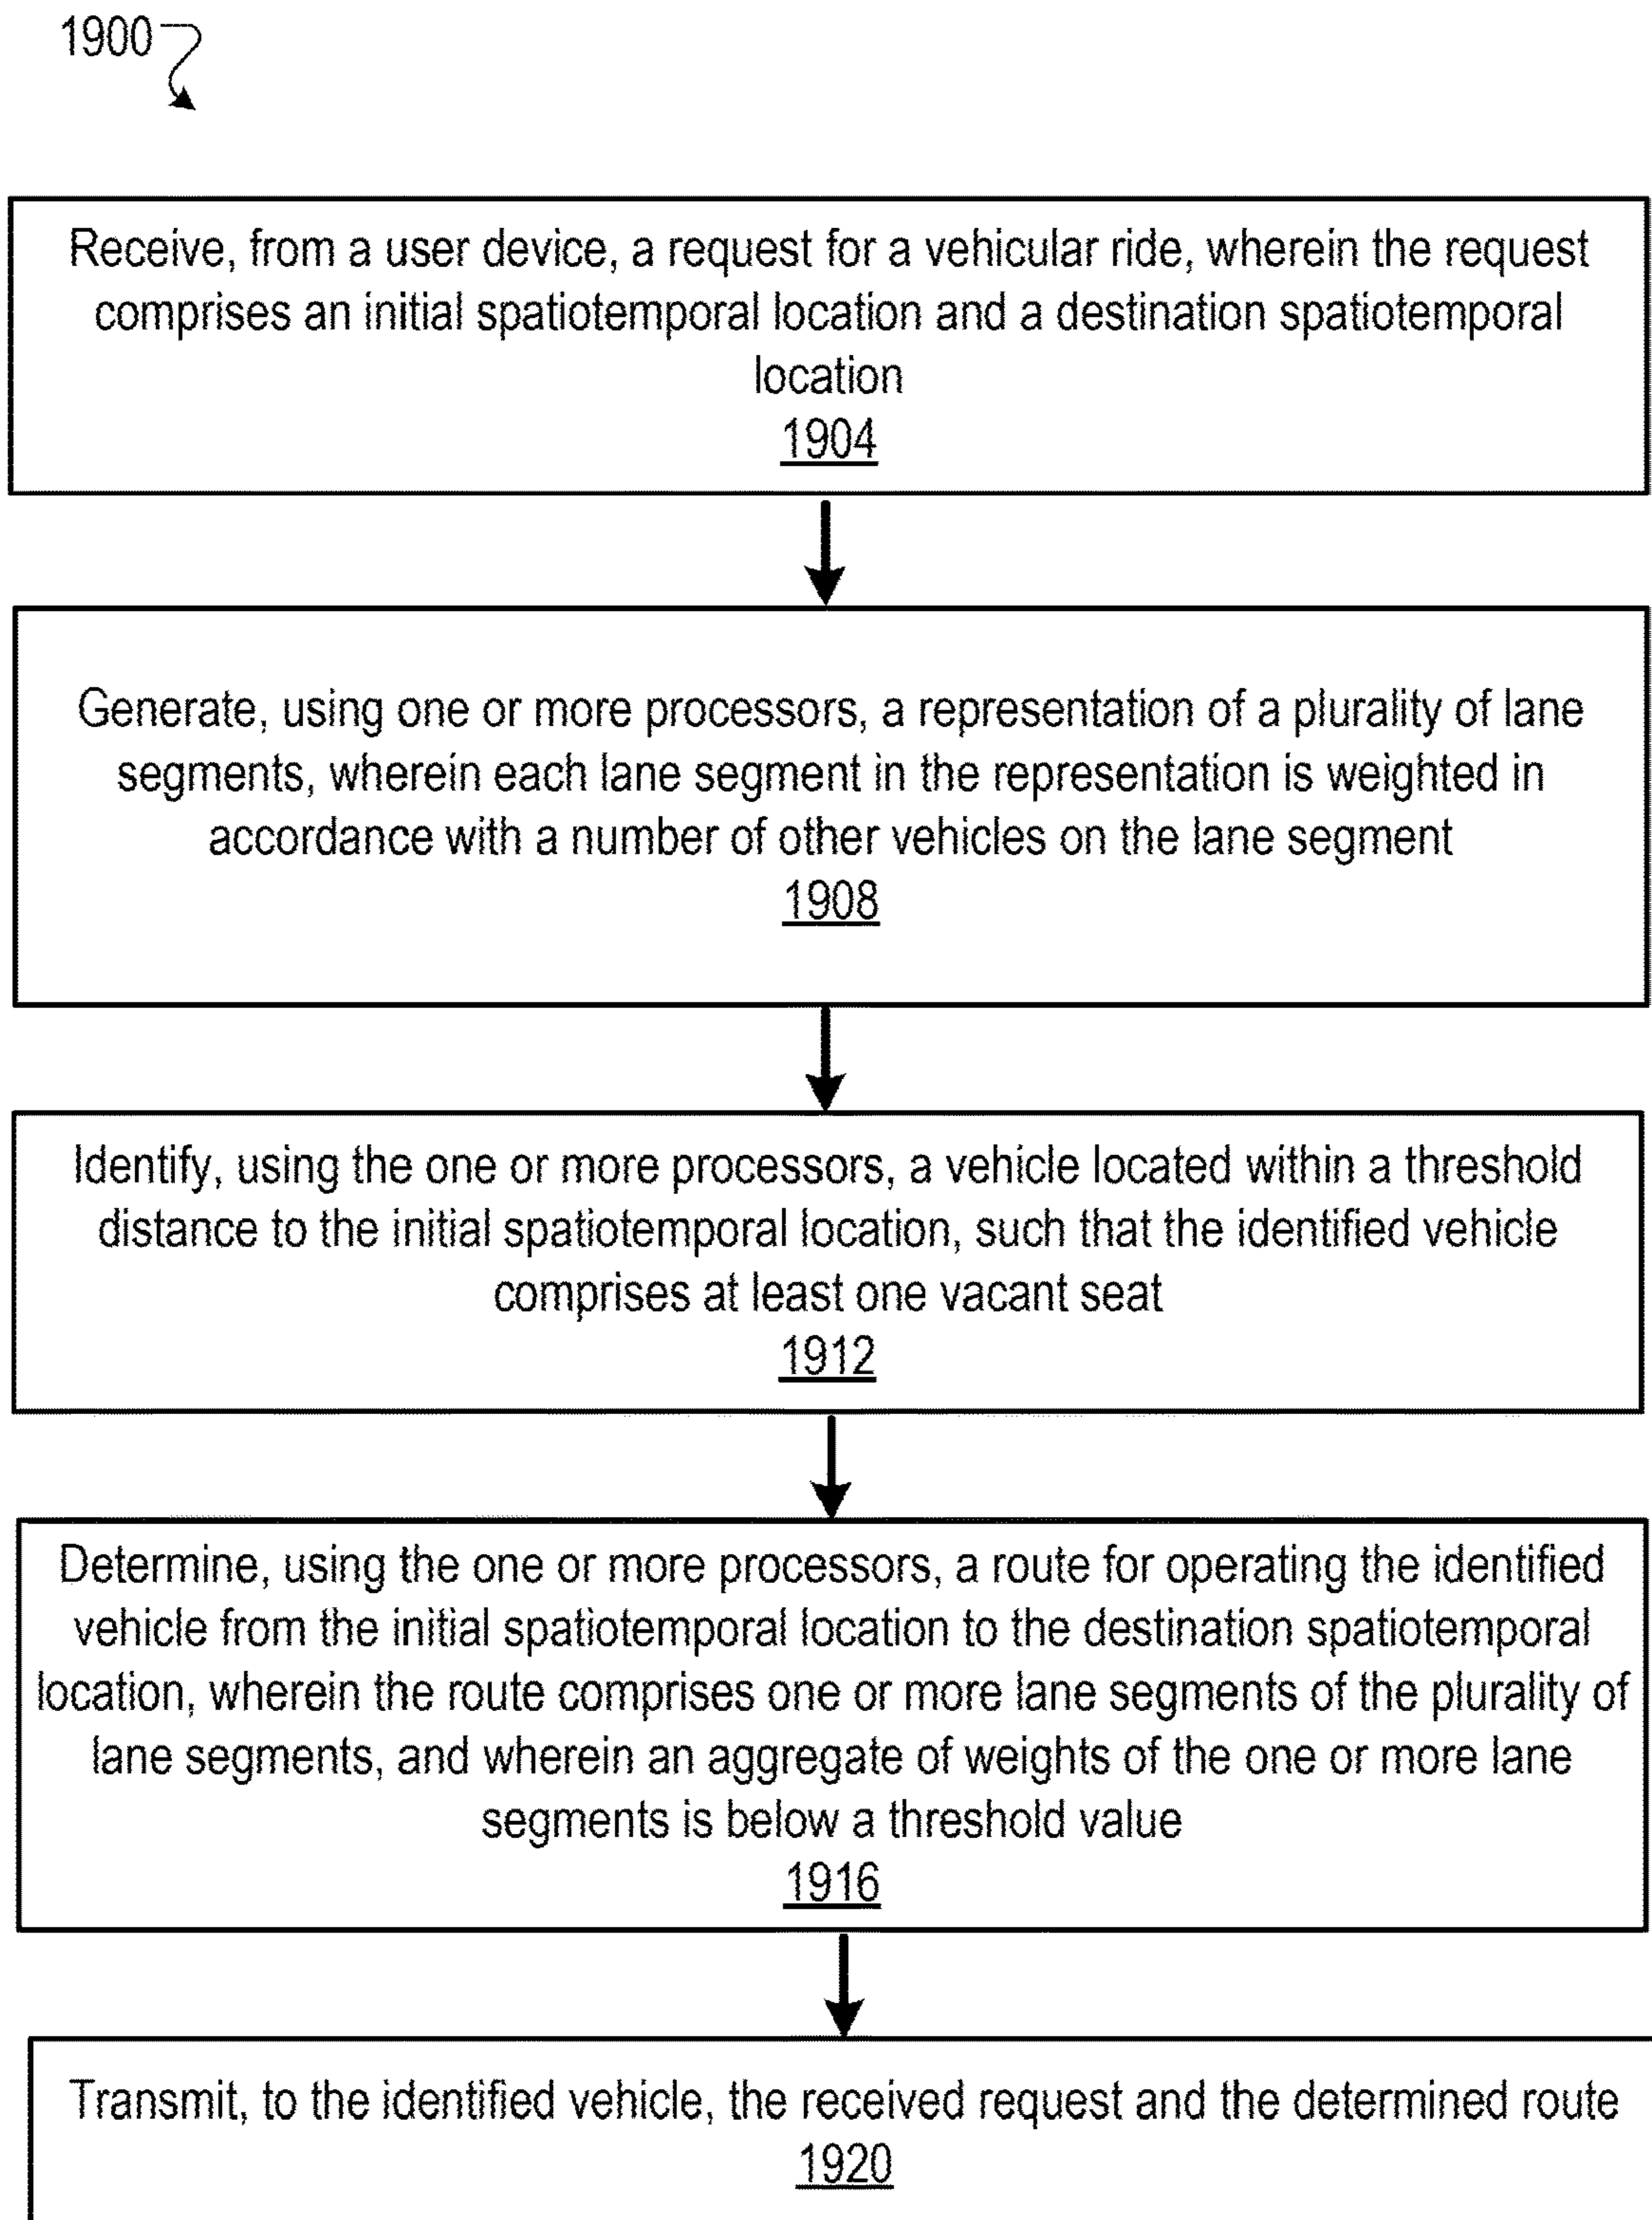 1900
Receive, from a user device, a request for a vehicular ride, wherein the request
comprises an initial spatiotemporal location and a destination spatiotemporal
location
1904
Generate, using one or more processors, a representation of a plurality of lane
segments, wherein each lane segment in the representation is weighted in
accordance with a number of other vehicles on the lane segment
1908
Identify, using the one or more processors, a vehicle located within a threshold
distance to the initial spatiotemporal location, such that the identified vehicle
comprises at least one vacant seat
1912
Determine, using the one or more processors, a route for operating the identified
vehicle from the initial spatiotemporal location to the destination spatiotemporal
location, wherein the route comprises one or more lane segments of the plurality of
lane segments, and wherein an aggregate of weights of the one or more lane
segments is below a threshold value
1916
Transmit, to the identified vehicle, the received request and the determined route
1920